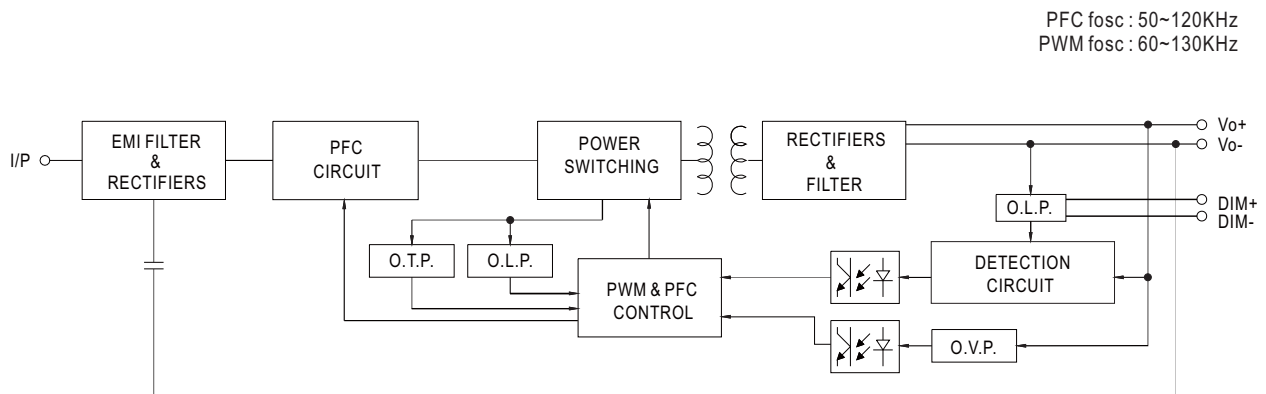 PFC fosc : 50~120KHz
PWM fosc : 60~130KHz
I/P
EMI FILTER
&
RECTIFIERS
PFC
CIRCUIT
POWER
SWITCHING
RECTIFIERS
&
FILTER
Vo+
Vo-
DIM+
DIM-
O.L.P.
O.T.P.
O.L.P.
PWM & PFC
CONTROL
DETECTION
CIRCUIT
O.V.P.